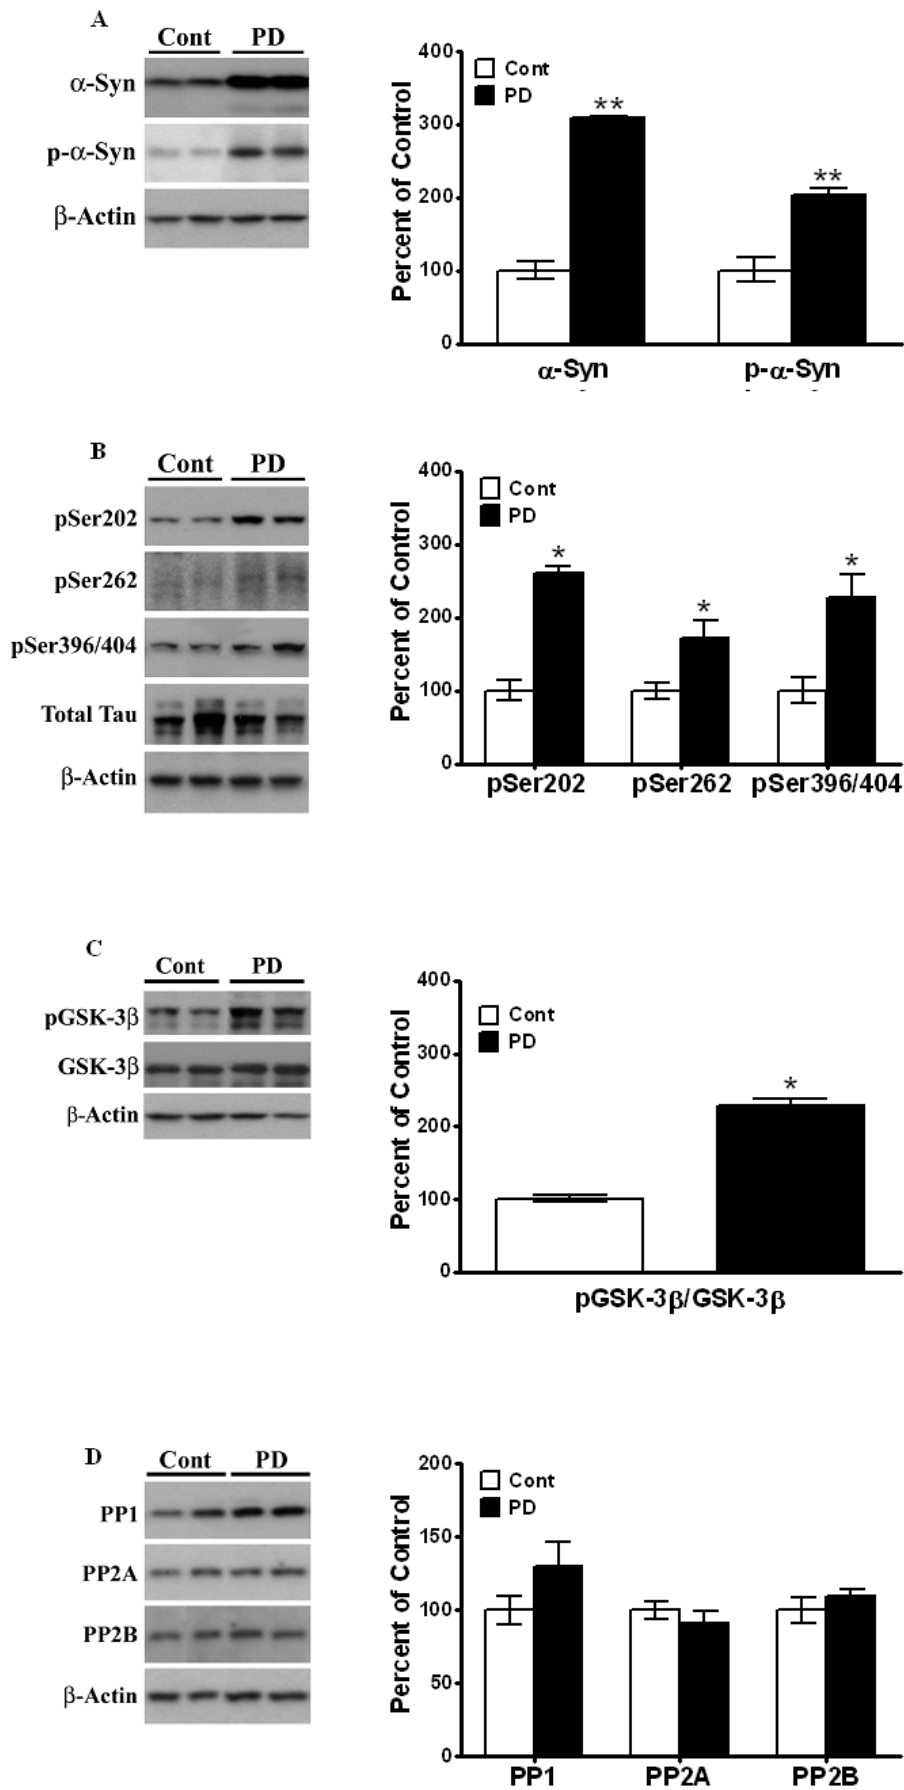 A
Cont PD
α-Syn
p-α-Syn
β-Actin
400
300
200
100
0
Percent of Control
Cont
PD
**
**
α-Syn p-α-Syn
B
Cont PD
pSer202
pSer262
pSer396/404
Total Tau
β-Actin
400
300
200
100
0
Percent of Control
Cont
PD
*
*
*
pSer202 pSer262 pSer396/404
C
Cont PD
pGSK-3β
GSK-3β
β-Actin
400
300
200
100
0
Percent of Control
Cont
PD
*
pGSK-3β/GSK-3β
D
Cont PD
PP1
PP2A
PP2B
β-Actin
200
150
100
50
0
Percent of Control
Cont
PD
PP1 PP2A PP2B